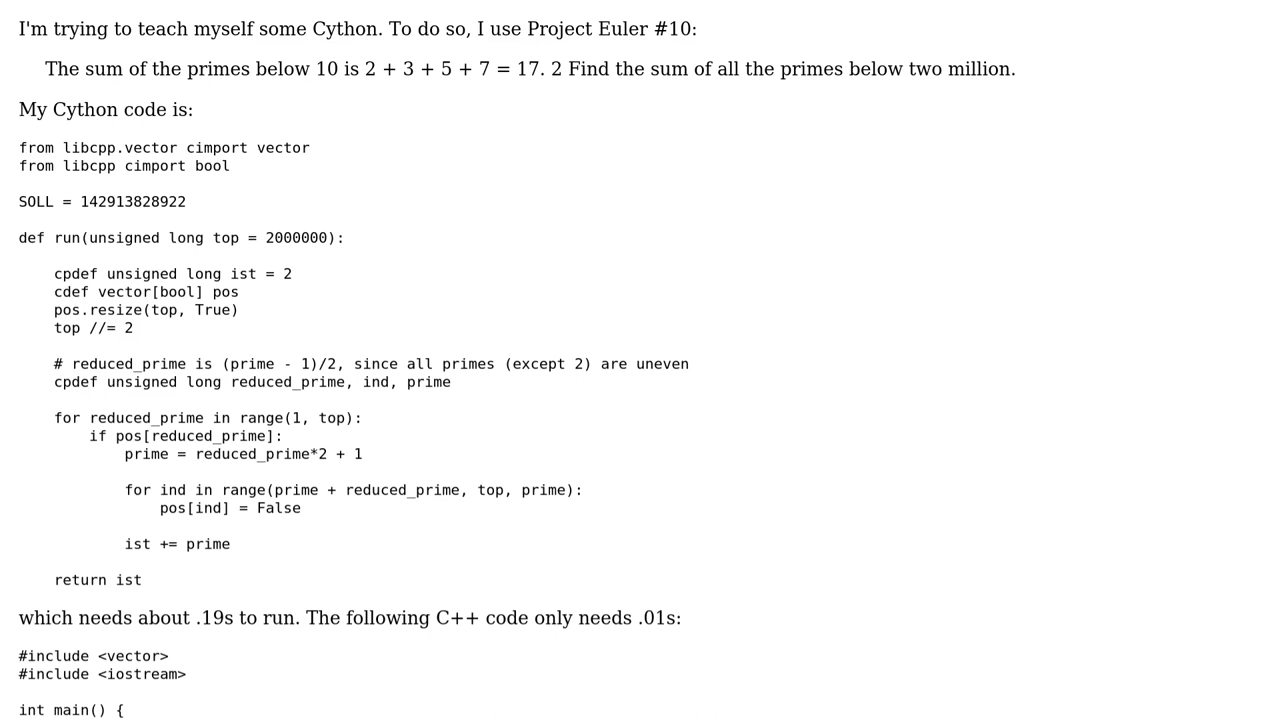 I'm trying to teach myself some Cython. To do so, I use Project Euler #10:
The sum of the primes below 10 is 2 + 3 + 5 + 7 = 17. 2 Find the sum of all the primes below two million.
My Cython code is:
from libcpp.vector cimport vector
from libcpp cimport bool
SOLL = 142913828922
def run(unsigned long top = 2000000):
    cpdef unsigned long ist = 2
    cdef vector[bool] pos
    pos.resize(top, True)
    top //= 2
    # reduced_prime is (prime - 1)/2, since all primes (except 2) are uneven
    cpdef unsigned long reduced_prime, ind, prime
    for reduced_prime in range(1, top):
        if pos[reduced_prime]:
            prime = reduced_prime*2 + 1
            for ind in range(prime + reduced_prime, top, prime):
                pos[ind] = False
            ist += prime
    return ist
which needs about .19s to run. The following C++ code only needs .01s:
#include <vector>
#include <iostream>
int main() {